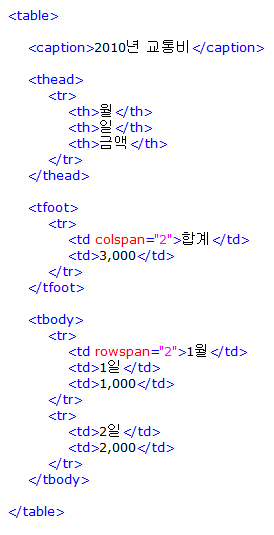 <table>
<caption>2010년 교통비</caption>
<thead>
<tr>
<th>월</th>
<th>일</th>
<th>금액</th>
</tr>
</thead>
<tfoot>
<tr>
<td colspan="2">합계</td>
<td>3,000</td>
</tr>
</tfoot>
<tbody>
<tr>
<td rowspan="2">1월</td>
<td>1일</td>
<td>1,000</td>
</tr>
<tr>
<td>2일</td>
<td>2,000</td>
</tr>
</tbody>
</table>